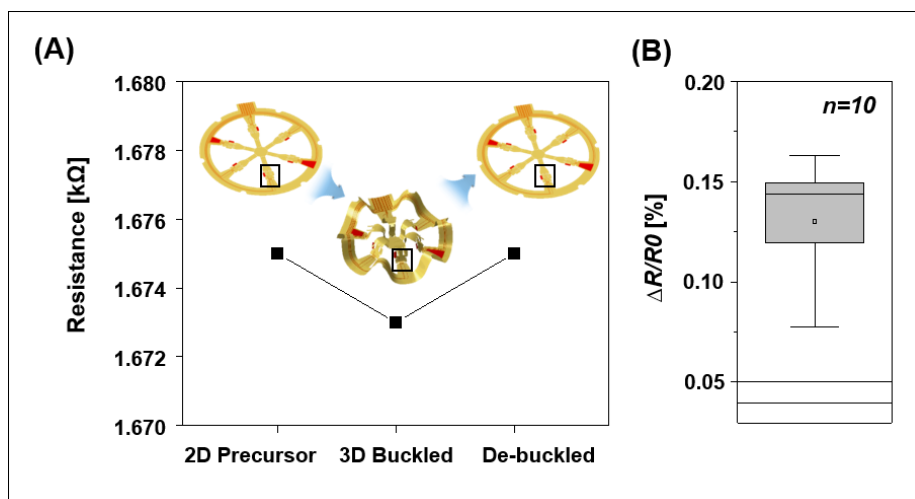 (A)
1.680
1.678
1.676
1.674
1.672
1.670
Resistance [kΩ]
2D Precursor 3D Buckled De-buckled
(B)
0.20
0.15
0.10
0.05
ΔR/R0 [%]
n=10